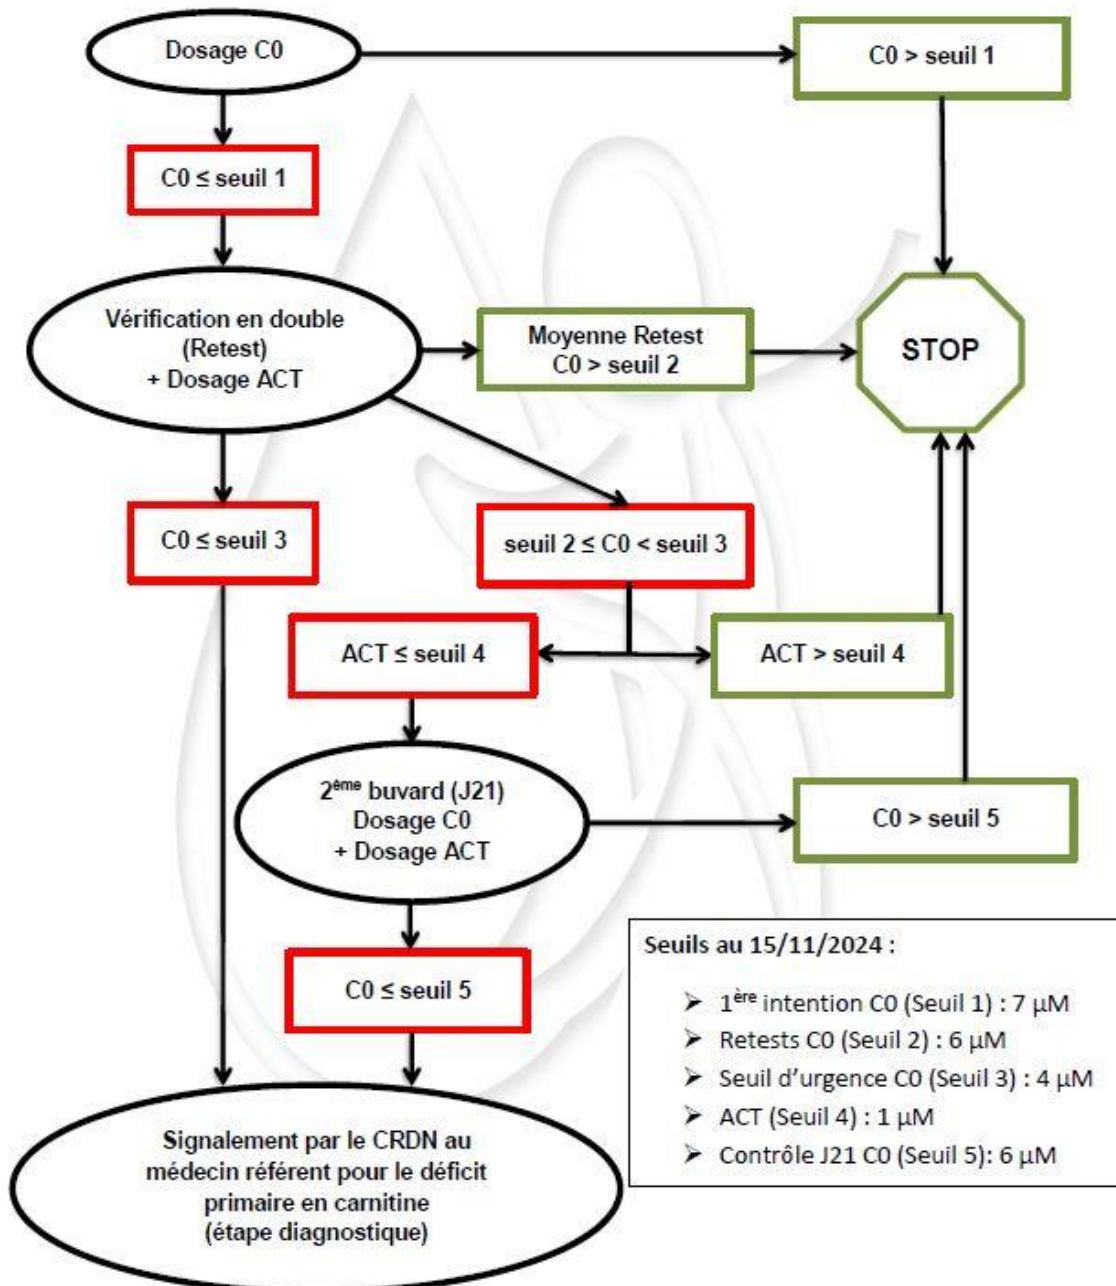 Dosage C0
C0 > seuil 1
C0 ≤ seuil 1
Vérification en double
(Retest)
+ Dosage ACT
Moyenne Retest
C0 > seuil 2
STOP
C0 ≤ seuil 3
seuil 2 ≤ C0 < seuil 3
ACT ≤ seuil 4
ACT > seuil 4
2ème buvard (J21)
Dosage C0
+ Dosage ACT
C0 > seuil 5
C0 ≤ seuil 5
Seuils au 15/11/2024 :
➢ 1ère intention C0 (Seuil 1) : 7 µM
➢ Retests C0 (Seuil 2) : 6 µM
➢ Seuil d'urgence C0 (Seuil 3) : 4 µM
➢ ACT (Seuil 4) : 1 µM
➢ Contrôle J21 C0 (Seuil 5): 6 µM
Signalement par le CRDN au
médecin référent pour le déficit
primaire en carnitine
(étape diagnostique)